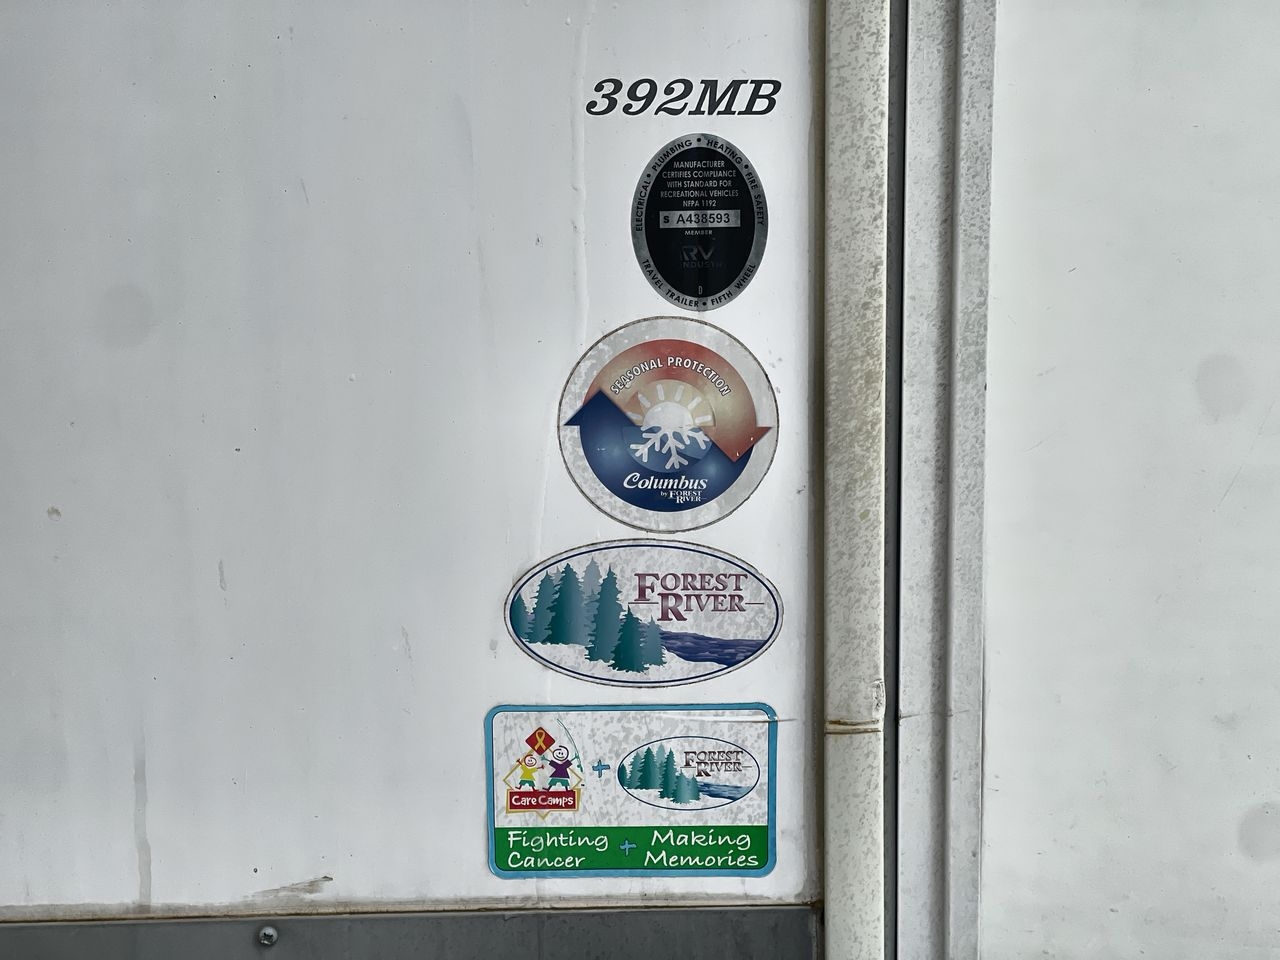 392MB
ELECTRICAL • PLUMBING • HEATING • FIRE SAFETY
MANUFACTURER
CERTIFIES COMPLIANCE
WITH STANDARD FOR
RECREATIONAL VEHICLES
NFPA 1192
S A438593
MEMBER
RV
INDUSTRY
D
TRAVEL TRAILER • FIFTH WHEEL
SEASONAL PROTECTION
Columbus
by FOREST
RIVER
FOREST
RIVER
Care Camps
+
FOREST
RIVER
Fighting + Making
Cancer Memories